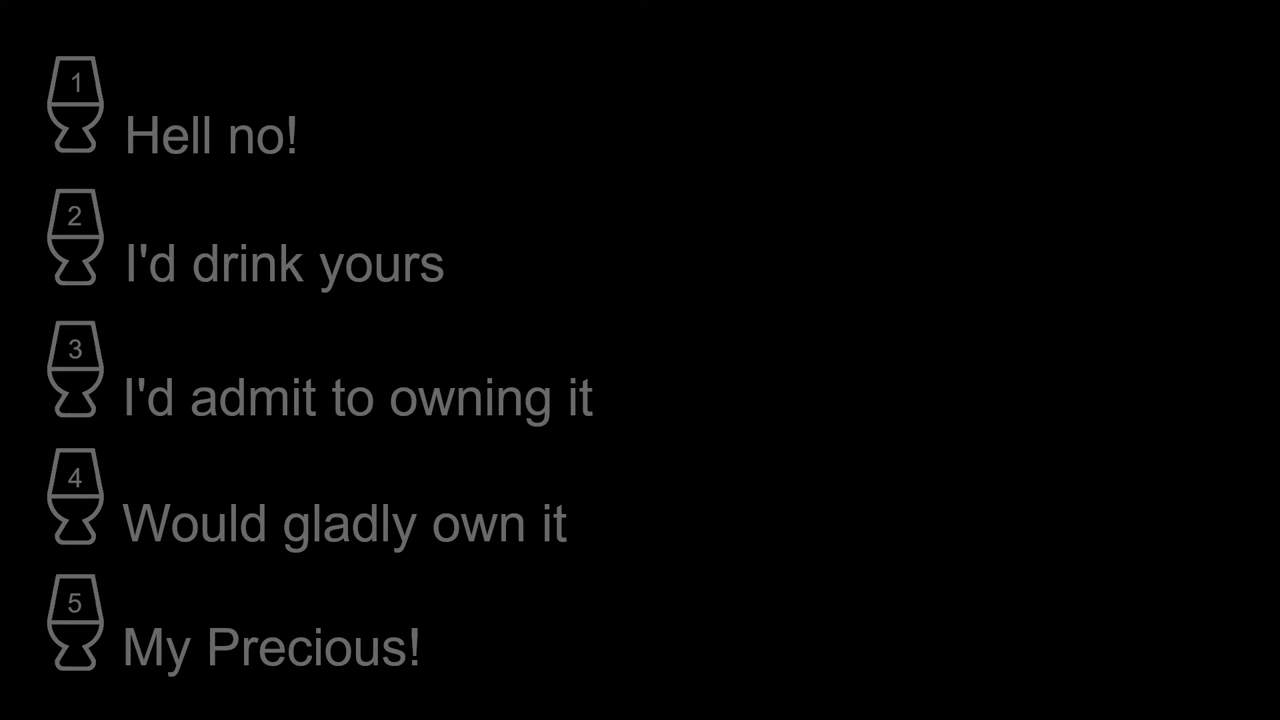 1
Hell no!
2
I'd drink yours
3
I'd admit to owning it
4
Would gladly own it
5
My Precious!